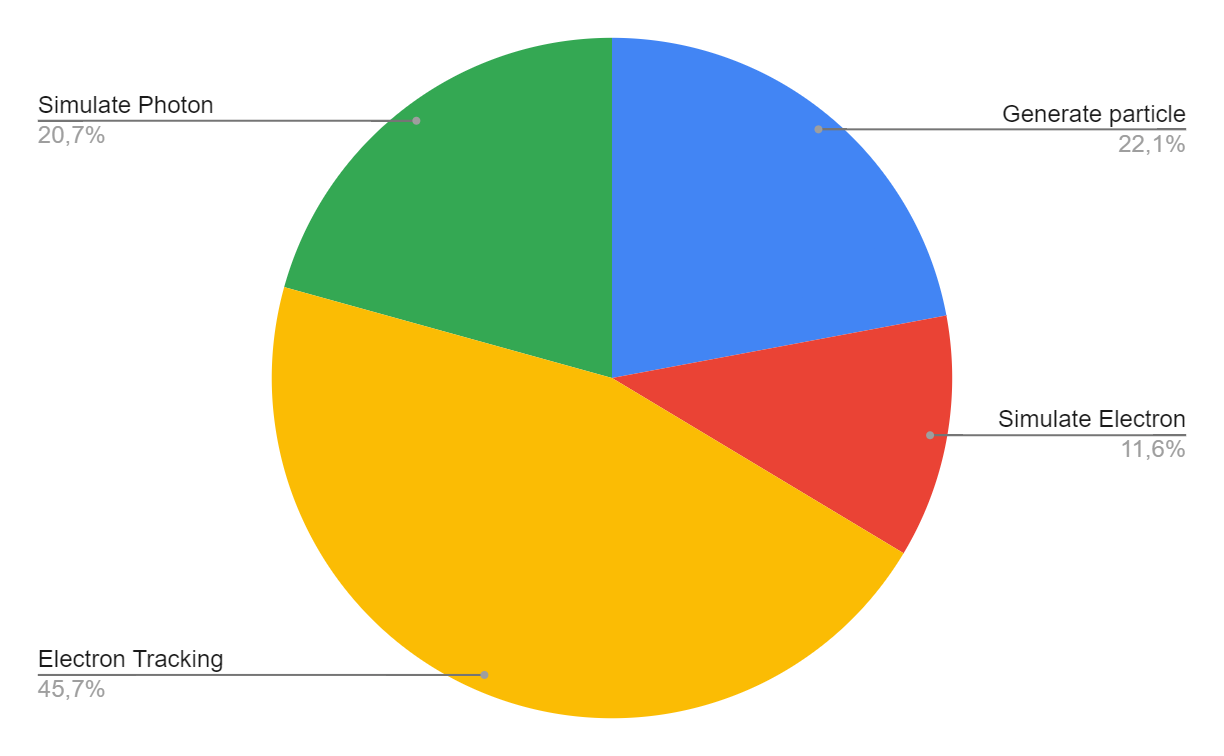 Simulate Photon
20,7%
Generate particle
22,1%
Simulate Electron
11,6%
Electron Tracking
45,7%